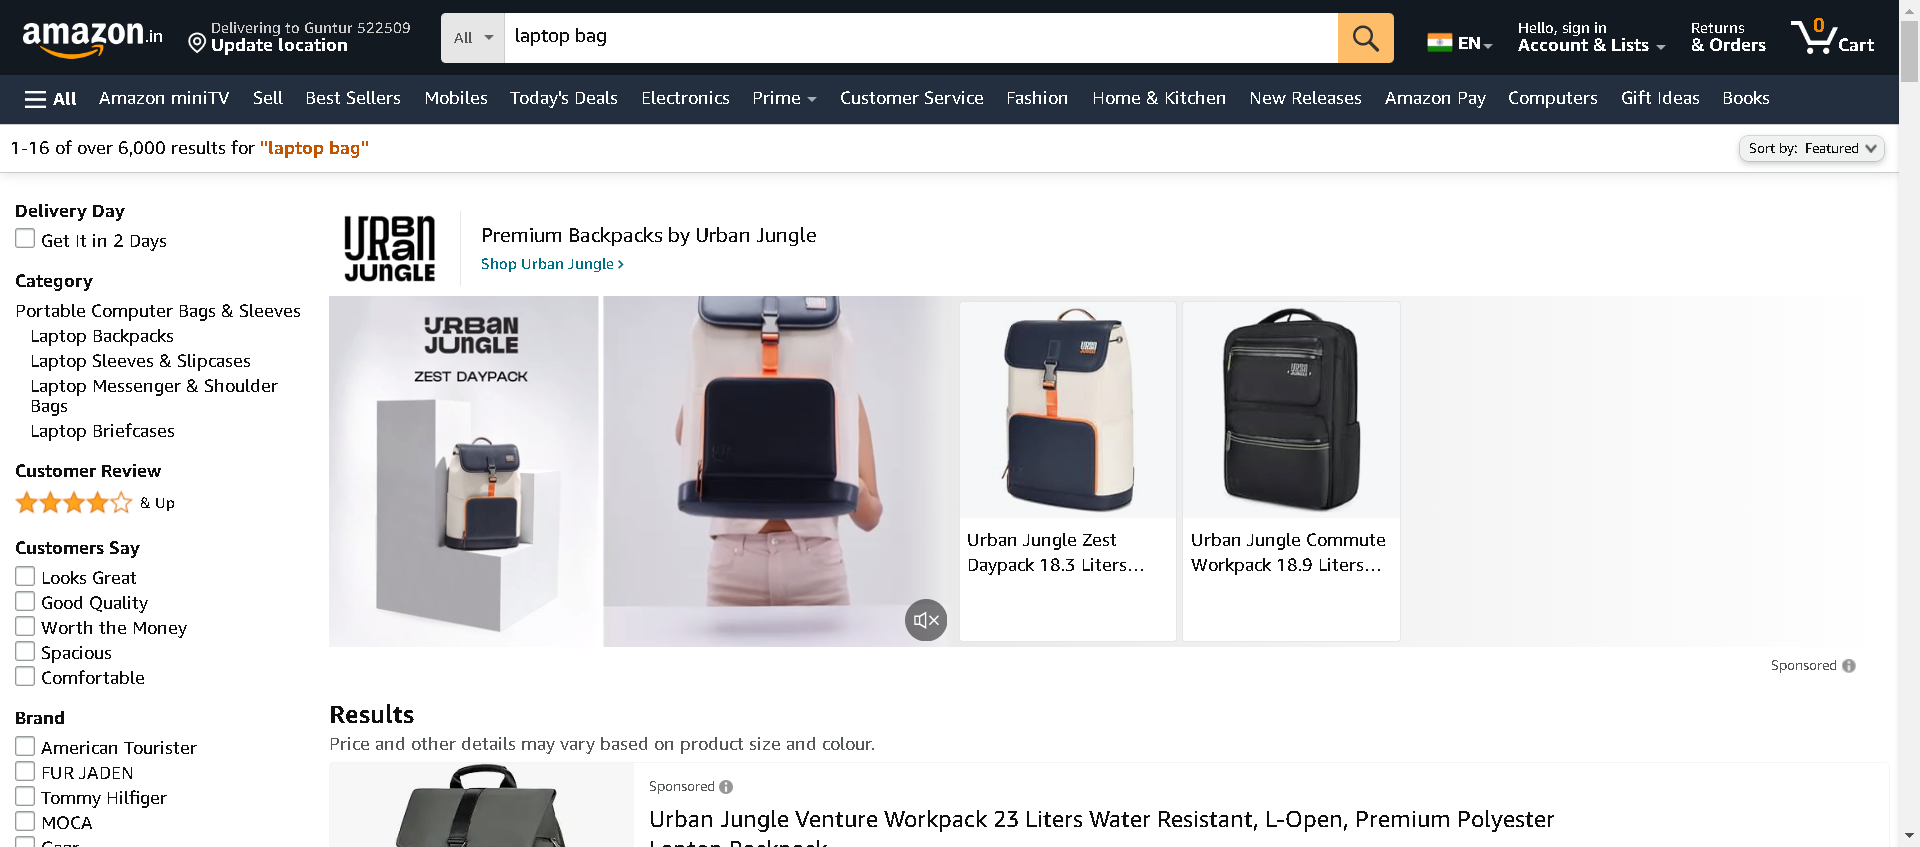 amazon.in
Delivering to Guntur 522509
Update location
All
laptop bag
EN
Hello, sign in
Account & Lists
Returns
& Orders
0
Cart
All
Amazon miniTV
Sell
Best Sellers
Mobiles
Today's Deals
Electronics
Prime
Customer Service
Fashion
Home & Kitchen
New Releases
Amazon Pay
Computers
Gift Ideas
Books
1-16 of over 6,000 results for "laptop bag"
Sort by: Featured
Delivery Day
Get It in 2 Days
Category
Portable Computer Bags & Sleeves
Laptop Backpacks
Laptop Sleeves & Slipcases
Laptop Messenger & Shoulder
Bags
Laptop Briefcases
Customer Review
& Up
Customers Say
Looks Great
Good Quality
Worth the Money
Spacious
Comfortable
Brand
American Tourister
FUR JADEN
Tommy Hilfiger
MOCA
Gear
URBAN
JUNGLE
Premium Backpacks by Urban Jungle
Shop Urban Jungle
URBAN
JUNGLE
ZEST DAYPACK
URBAN
JUNGLE
Urban Jungle Zest
Daypack 18.3 Liters...
URBAN
JUNGLE
Urban Jungle Commute
Workpack 18.9 Liters...
Sponsored
Results
Price and other details may vary based on product size and colour.
Sponsored
Urban Jungle Venture Workpack 23 Liters Water Resistant, L-Open, Premium Polyester
Laptop Backpack